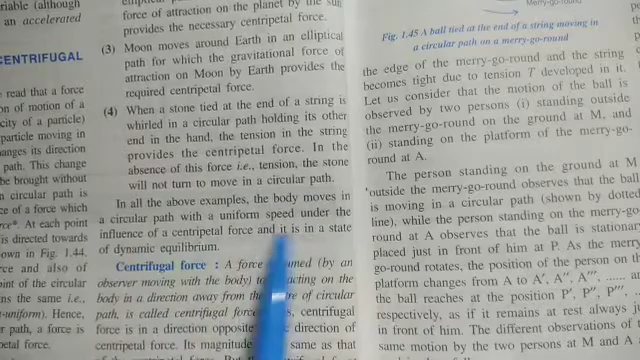 riable (although
an accelerated
CENTRIFUGAL
read that a force
on of motion of a
city of a particle)
particle moving in
anges its direction
path. This change
be brought without
n circular path is
ce of a force which
rce*. At each point
is directed towards
own in Fig. 1.44.
rce and also of
oint of the circular
ns the same i.e.,
-uniform). Hence,
r path, a force is
petal force.
force of attraction on the planet by the sun
provides the necessary centripetal force.
(3) Moon moves around Earth in an elliptical
path for which the gravitational force of
attraction on Moon by Earth provides the
required centripetal force.
(4) When a stone tied at the end of a string is
whirled in a circular path holding its other
end in the hand, the tension in the string
provides the centripetal force. In the
absence of this force i.e., tension, the stone
will not turn to move in a circular path.
In all the above examples, the body moves in
a circular path with a uniform speed under the
influence of a centripetal force and it is in a state
of dynamic equilibrium.
Centrifugal force : A force (by an
observer moving with the body) acting on the
body in a direction away from the of circular
path, is called centrifugal centrifugal
force is in a direction opposite direction of
centripetal force. Its magnitude same as that
Merry-go-round
Fig. 1.45 A ball tied at the end of a string moving in
a circular path on a merry-go-round
the edge of the merry-go-round and the string
becomes tight due to tension T developed in it.
Let us consider that the motion of the ball is
observed by two persons (i) standing outside
the merry-go-round on the ground at M, and
(ii) standing on the platform of the merry-go-
round at A.
The person standing on the ground at M
outside the merry-go-round observes that the ball
is moving in a circular path (shown by dotted
line), while the person standing on the merry-go-
round at A observes that the ball is stationary
placed just in front of him at P. As the merry-
go-round rotates, the position of the person on the
platform changes from A to A', A'', A''', ...... and
the ball reaches at the position P', P'', P''' ...
respectively, as if it remains at rest always just
in front of him. The different observations of the
same motion by the two persons at M and A